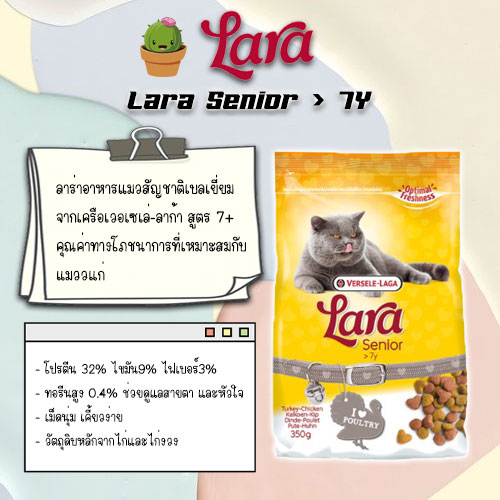 Lara
Lara Senior > 7Y
ลาร่าอาหารแมวสัญชาติเบลเยี่ยม
จากเครือเวอเซเล่-ลาก้า สูตร 7+
คุณค่าทางโภชนาการที่เหมาะสมกับ
แมววแก่
- โปรตีน 32% ไขมัน9% ไฟเบอร์3%
- ทอรีนสูง 0.4% ช่วยดูแลสายตา และหัวใจ
- เม็ดนุ่ม เคี้ยวง่าย
- วัตถุดิบหลักจากไก่และไก่งวง
Optimal
Freshness
VERSELE-LAGA
Lara
Senior
> 7y
Turkey-Chicken
Kalkoen-Kip
Dinde-Poulet
Pute-Huhn
350g
I ❤ POULTRY